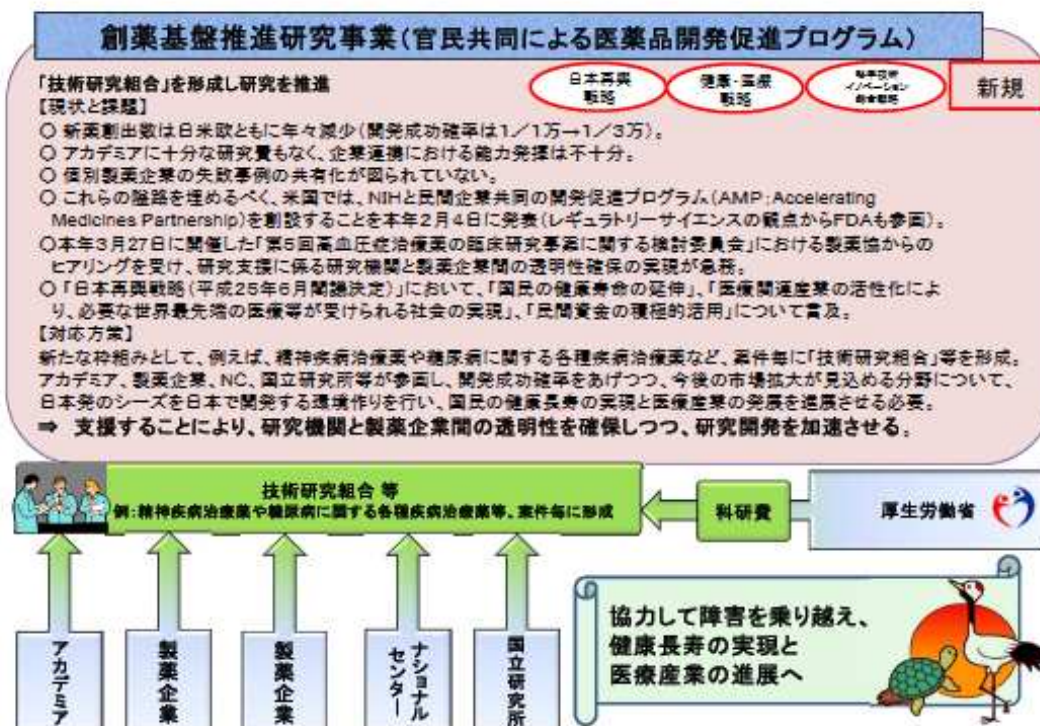 創薬基盤推進研究事業(官民共同による医薬品開発促進プログラム)
「技術研究組合」を形成し研究を推進
日本再興
戦略
健康・医療
戦略
科学技術
イノベーション
総合戦略
新規
【現状と課題】
○ 新薬創出数は日米欧ともに年々減少(開発成功確率は1/1万→1/3万)。
○ アカデミアに十分な研究費もなく、企業連携における能力発揮は不十分。
○ 個別製薬企業の失敗事例の共有化が図られていない。
○ これらの隘路を埋めるべく、米国では、NIHと民間企業共同の開発促進プログラム(AMP:Accelerating
Medicines Partnership)を創設することを本年2月4日に発表(レギュラトリーサイエンスの観点からFDAも参画)。
○本年3月27日に開催した「第5回高血圧症治療薬の臨床研究事案に関する検討委員会」における製薬協からの
ヒアリングを受け、研究支援に係る研究機関と製薬企業間の透明性確保の実現が急務。
○ 「日本再興戦略(平成25年6月閣議決定)」において、「国民の健康寿命の延伸」、「医療関連産業の活性化によ
り、必要な世界最先端の医療等が受けられる社会の実現」、「民間資金の積極的活用」について言及。
【対応方案】
新たな枠組みとして、例えば、精神疾病治療薬や糖尿病に関する各種疾病治療薬など、案件毎に「技術研究組合」等を形成。
アカデミア、製薬企業、NC、国立研究所等が参画し、開発成功確率をあげつつ、今後の市場拡大が見込める分野について、
日本発のシーズを日本で開発する環境作りを行い、国民の健康長寿の実現と医療産業の発展を進展させる必要。
⇒ 支援することにより、研究機関と製薬企業間の透明性を確保しつつ、研究開発を加速させる。
技術研究組合 等
例:精神疾病治療薬や糖尿病に関する各種疾病治療薬等、案件毎に形成
科研費
厚生労働省
アカデミア
製薬企業
製薬企業
ナショナル
センター
国立研究所
協力して障害を乗り越え、
健康長寿の実現と
医療産業の進展へ